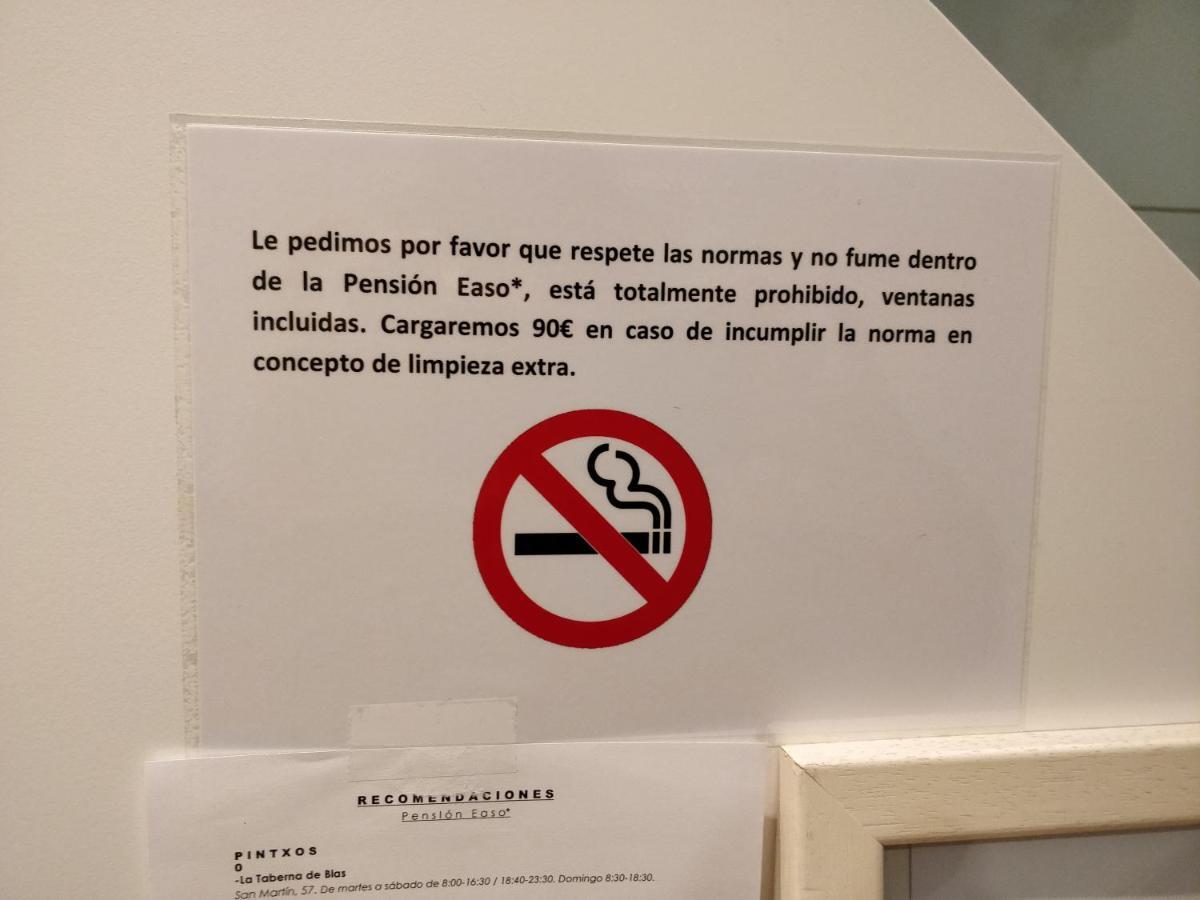 Le pedimos por favor que respete las normas y no fume dentro
de la Pensión Easo*, está totalmente prohibido, ventanas
incluidas. Cargaremos 90€ en caso de incumplir la norma en
concepto de limpieza extra.
RECOMENDACIONES
Pensión Easo*
PINTXOS
0
-La Taberna de Blas
San Martín, 57. De martes a sábado de 8:00-16:30 / 18:40-23:30. Domingo 8:30-18:30.